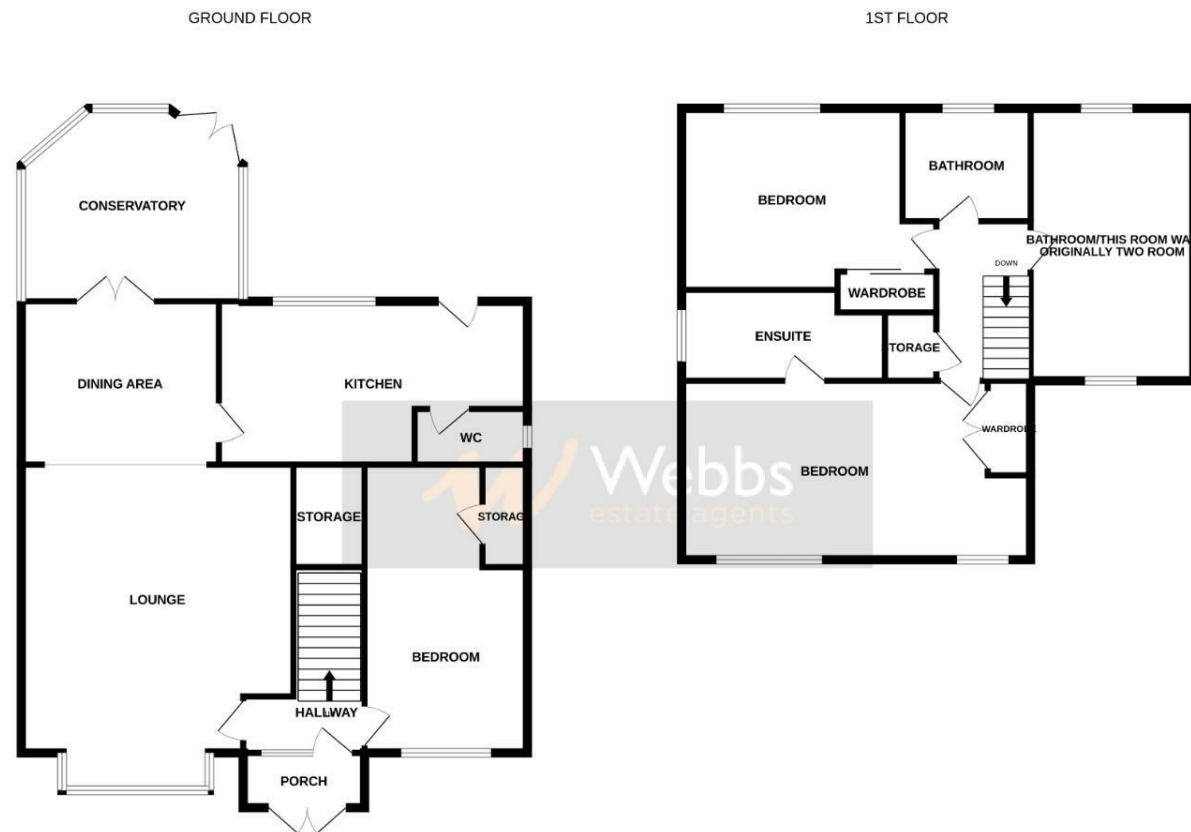 GROUND FLOOR
1ST FLOOR
CONSERVATORY
DINING AREA
KITCHEN
WC
STORAGE
STORAG
LOUNGE
BEDROOM
HALLWAY
PORCH
BEDROOM
BATHROOM
BATHROOM/THIS ROOM WA
ORIGINALLY TWO ROOM
DOWN
WARDROBE
ENSUITE
STORAGE
WARDROBE
BEDROOM
Webbs
estate agents